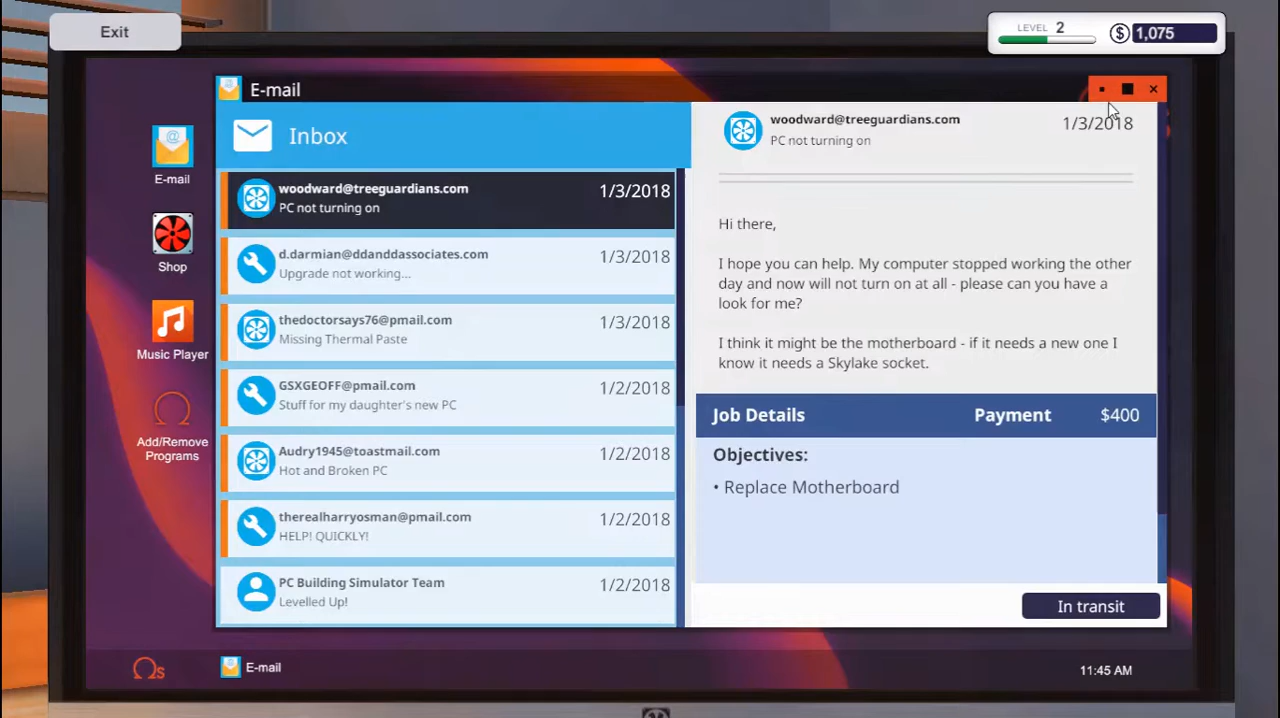 Exit
LEVEL 2
$ 1,075
E-mail
E-mail
Shop
Music Player
Add/Remove
Programs
Inbox
woodward@treeguardians.com 1/3/2018
PC not turning on
d.darmian@ddanddassociates.com 1/3/2018
Upgrade not working...
thedoctorsays76@pmail.com 1/3/2018
Missing Thermal Paste
GSXGEOFF@pmail.com 1/2/2018
Stuff for my daughter's new PC
Audry1945@toastmail.com 1/2/2018
Hot and Broken PC
therealharryosman@pmail.com 1/2/2018
HELP! QUICKLY!
PC Building Simulator Team 1/2/2018
Levelled Up!
woodward@treeguardians.com 1/3/2018
PC not turning on
Hi there,
I hope you can help. My computer stopped working the other
day and now will not turn on at all - please can you have a
look for me?
I think it might be the motherboard - if it needs a new one I
know it needs a Skylake socket.
Job Details Payment $400
Objectives:
• Replace Motherboard
In transit
Ωs
E-mail
11:45 AM